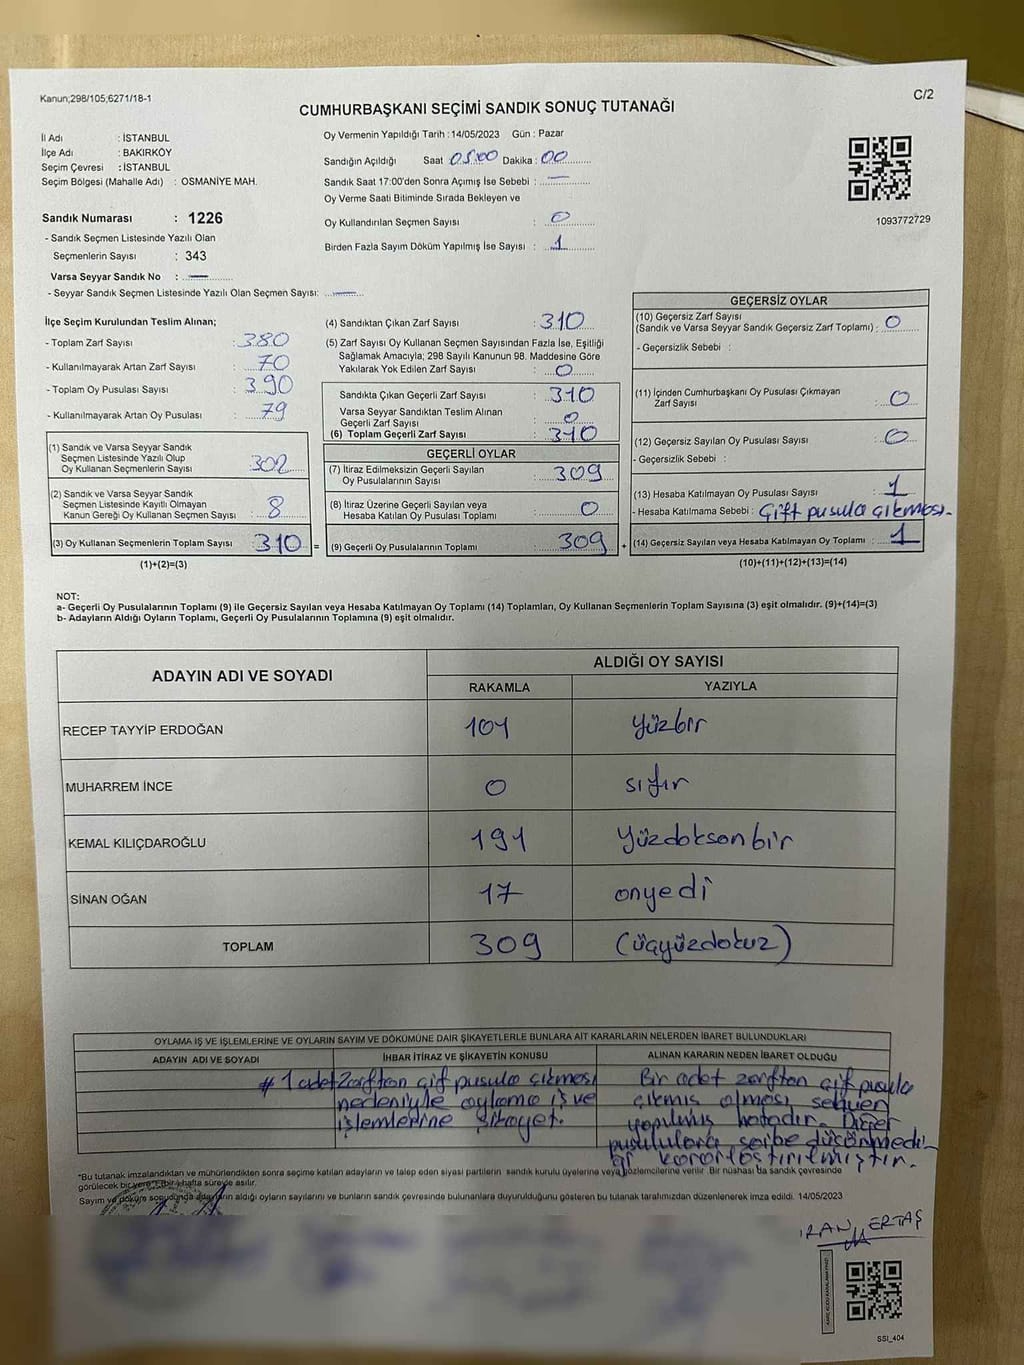 Kanun;298/105;6271/18-1
C/2
CUMHURBAŞKANI SEÇİMİ SANDIK SONUÇ TUTANAĞI
İl Adı : İSTANBUL
İlçe Adı : BAKIRKÖY
Seçim Çevresi : İSTANBUL
Seçim Bölgesi (Mahalle Adı) : OSMANİYE MAH.
Sandık Numarası : 1226
- Sandık Seçmen Listesinde Yazılı Olan
Seçmenlerin Sayısı : 343
Varsa Seyyar Sandık No : —
- Seyyar Sandık Seçmen Listesinde Yazılı Olan Seçmen Sayısı: —
Oy Vermenin Yapıldığı Tarih : 14/05/2023 Gün : Pazar
Sandığın Açıldığı Saat 05:00 Dakika : 00
Sandık Saat 17:00'den Sonra Açımış İse Sebebi : —
Oy Verme Saati Bitiminde Sırada Bekleyen ve
Oy Kullandırılan Seçmen Sayısı : 0
Birden Fazla Sayım Döküm Yapılmış İse Sayısı : 1
1093772729
İlçe Seçim Kurulundan Teslim Alınan;
- Toplam Zarf Sayısı : 380
- Kullanılmayarak Artan Zarf Sayısı : 70
- Toplam Oy Pusulası Sayısı : 390
- Kullanılmayarak Artan Oy Pusulası : 79
(1) Sandık ve Varsa Seyyar Sandık
Seçmen Listesinde Yazılı Olup
Oy Kullanan Seçmenlerin Sayısı : 302
(2) Sandık ve Varsa Seyyar Sandık
Seçmen Listesinde Kayıtlı Olmayan
Kanun Gereği Oy Kullanan Seçmen Sayısı : 8
(3) Oy Kullanan Seçmenlerin Toplam Sayısı : 310 =
(1)+(2)=(3)
(4) Sandıktan Çıkan Zarf Sayısı : 310
(5) Zarf Sayısı Oy Kullanan Seçmen Sayısından Fazla İse, Eşitliği
Sağlamak Amacıyla; 298 Sayılı Kanunun 98. Maddesine Göre
Yakılarak Yok Edilen Zarf Sayısı : 0
Sandıkta Çıkan Geçerli Zarf Sayısı : 310
Varsa Seyyar Sandıktan Teslim Alınan
Geçerli Zarf Sayısı : 0
(6) Toplam Geçerli Zarf Sayısı : 310
GEÇERLİ OYLAR
(7) İtiraz Edilmeksizin Geçerli Sayılan
Oy Pusulalarının Sayısı : 309
(8) İtiraz Üzerine Geçerli Sayılan veya
Hesaba Katılan Oy Pusulası Toplamı : 0
(9) Geçerli Oy Pusulalarının Toplamı : 309 +
GEÇERSİZ OYLAR
(10) Geçersiz Zarf Sayısı
(Sandık ve Varsa Seyyar Sandık Geçersiz Zarf Toplamı) : 0
- Geçersizlik Sebebi :
(11) İçinden Cumhurbaşkanı Oy Pusulası Çıkmayan
Zarf Sayısı : 0
(12) Geçersiz Sayılan Oy Pusulası Sayısı : 0
- Geçersizlik Sebebi :
(13) Hesaba Katılmayan Oy Pusulası Sayısı : 1
- Hesaba Katılmama Sebebi : Çift pusula çıkması.
(14) Geçersiz Sayılan veya Hesaba Katılmayan Oy Toplamı : 1
(10)+(11)+(12)+(13)=(14)
NOT:
a- Geçerli Oy Pusulalarının Toplamı (9) ile Geçersiz Sayılan veya Hesaba Katılmayan Oy Toplamı (14) Toplamları, Oy Kullanan Seçmenlerin Toplam Sayısına (3) eşit olmalıdır. (9)+(14)=(3)
b- Adayların Aldığı Oyların Toplamı, Geçerli Oy Pusulalarının Toplamına (9) eşit olmalıdır.
ADAYIN ADI VE SOYADI ALDIĞI OY SAYISI
RAKAMLA YAZIYLA
RECEP TAYYİP ERDOĞAN 101 yüzbir
MUHARREM İNCE 0 sıfır
KEMAL KILIÇDAROĞLU 191 yüzdoksonbir
SİNAN OĞAN 17 onyedi
TOPLAM 309 (üçyüzdokuz)
OYLAMA İŞ VE İŞLEMLERİNE VE OYLARIN SAYIM VE DÖKÜMÜNE DAİR ŞİKAYETLERLE BUNLARA AİT KARARLARIN NELERDEN İBARET BULUNDUKLARI
ADAYIN ADI VE SOYADI İHBAR İTİRAZ VE ŞİKAYETİN KONUSU ALINAN KARARIN NEDEN İBARET OLDUĞU
# 1 adet zarftan çif pusula çıkması
nedeniyle oylama iş ve
işlemlerine şikayet.
Bir adet zarftan çif pusula
çıkmış olması sehven
yapılmış hatadır. Diğer
pusulalara şaibe düşürmedi
ği kararlaştırılmıştır.
*Bu tutanak imzalandıktan ve mühürlendikten sonra seçime katılan adayların ve talep eden siyasi partilerin sandık kurulu üyelerine veya gözlemcilerine verilir. Bir nüshası da sandık çevresinde
görülecek bir yere 1 bir hafta süreyle asılır.
Sayım ve döküm sonucunda adayların aldığı oyların sayılarını ve bunların sandık çevresinde bulunanlara duyurulduğunu gösteren bu tutanak tarafımızdan düzenlenerek imza edildi. 14/05/2023
İRAN ERTAŞ
SSI_404